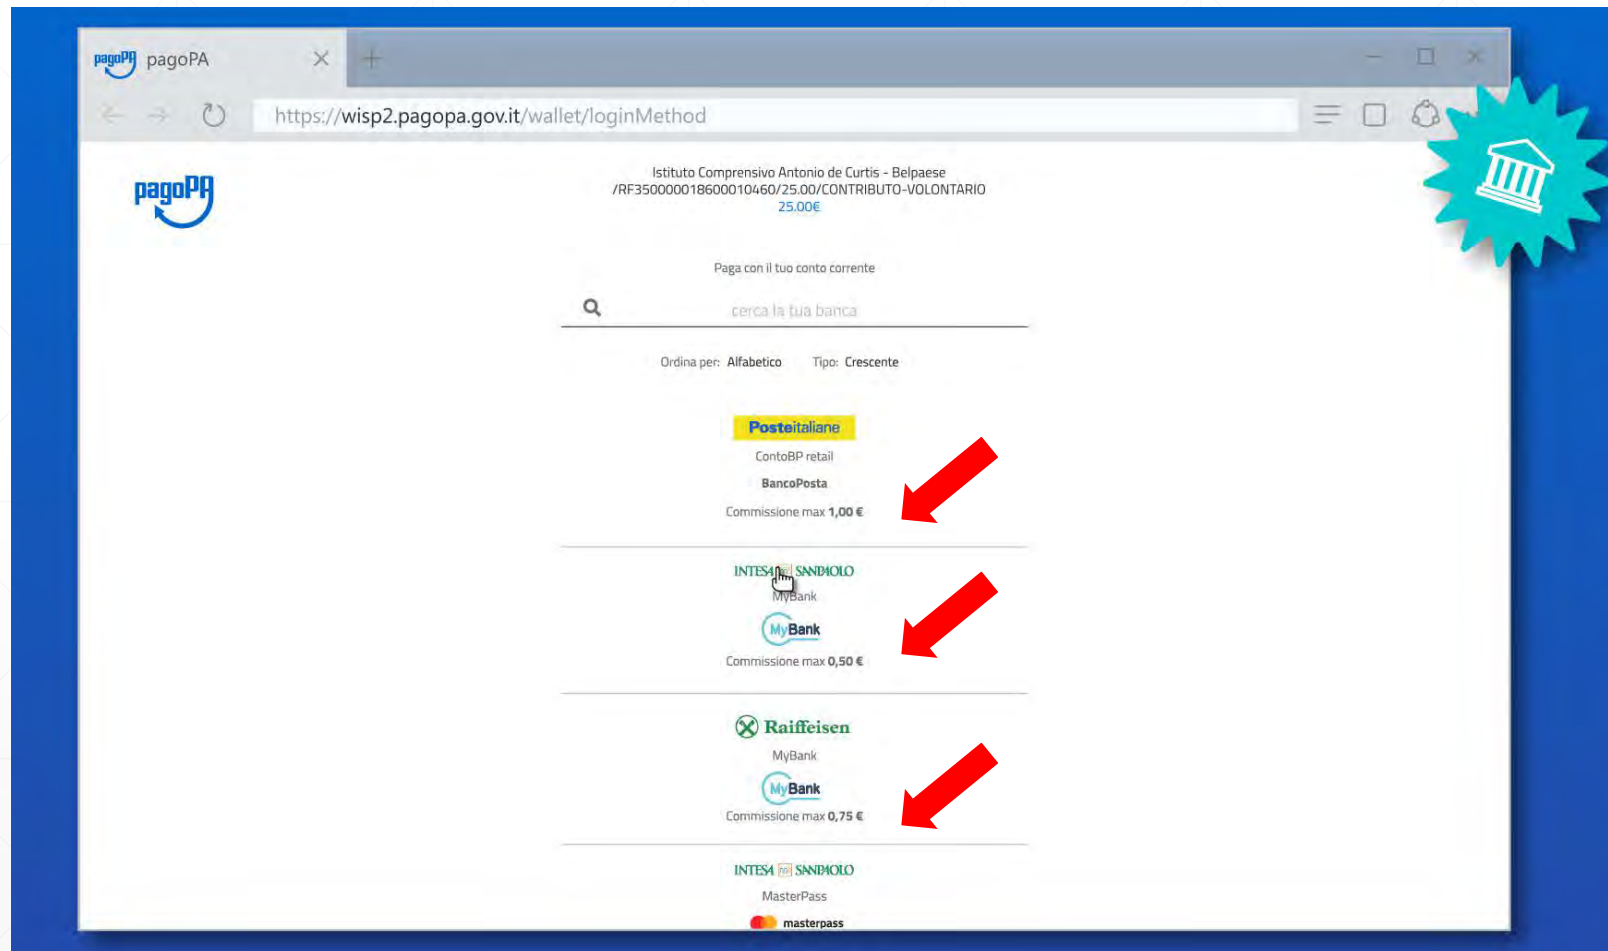 pagoPA pagoPA
https://wisp2.pagopa.gov.it/wallet/loginMethod
pagoPA
Istituto Comprensivo Antonio de Curtis - Belpaese
/RF350000018600010460/25.00/CONTRIBUTO-VOLONTARIO
25.00€
Paga con il tuo conto corrente
cerca la tua banca
Ordina per: Alfabetico Tipo: Crescente
Posteitaliane
ContoBP retail
BancoPosta
Commissione max 1,00 €
INTESA SANPAOLO
MyBank
MyBank
Commissione max 0,50 €
Raiffeisen
MyBank
MyBank
Commissione max 0,75 €
INTESA SANPAOLO
MasterPass
masterpass